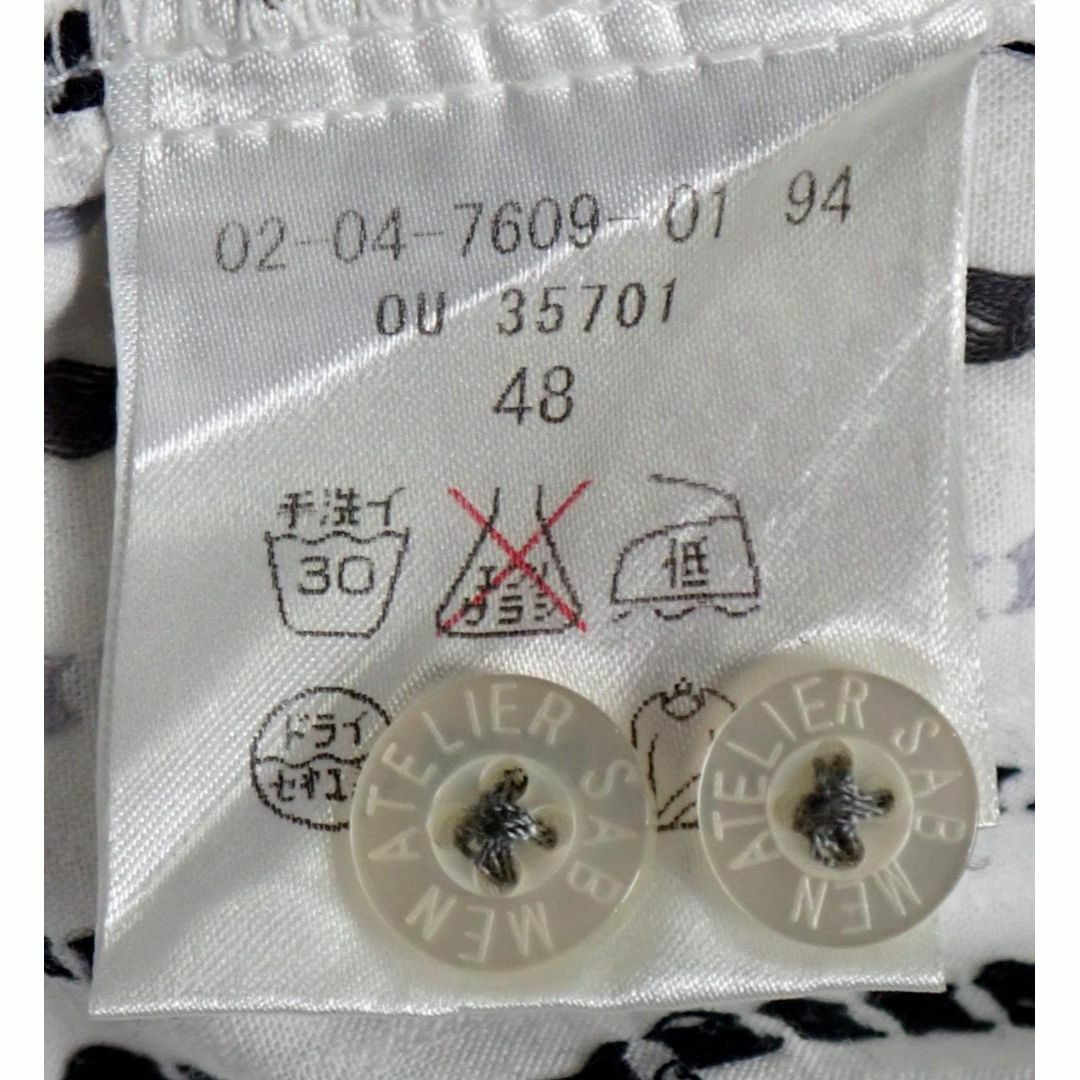 02-04-7609-01 94
OU 35701
48
手洗イ
30
エンソ
サラシ
低
ドライ
セキユ
ATELIER SAB MEN
ATELIER SAB MEN